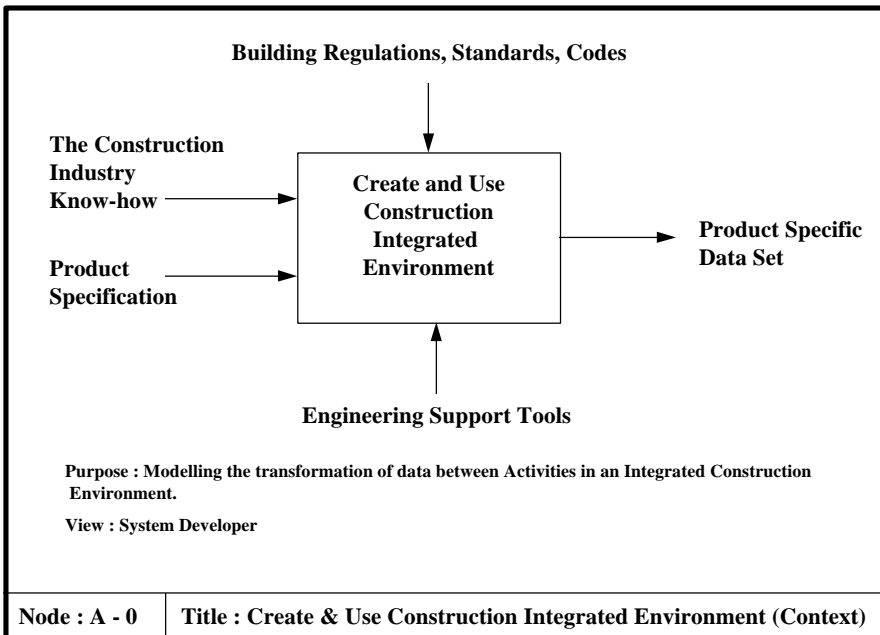 Building Regulations, Standards, Codes
The Construction
Industry
Know-how
Create and Use
Construction
Integrated
Environment
Product Specific
Data Set
Product
Specification
Engineering Support Tools
Purpose : Modelling the transformation of data between Activities in an Integrated Construction
Environment.
View : System Developer
Node : A - 0
Title : Create & Use Construction Integrated Environment (Context)